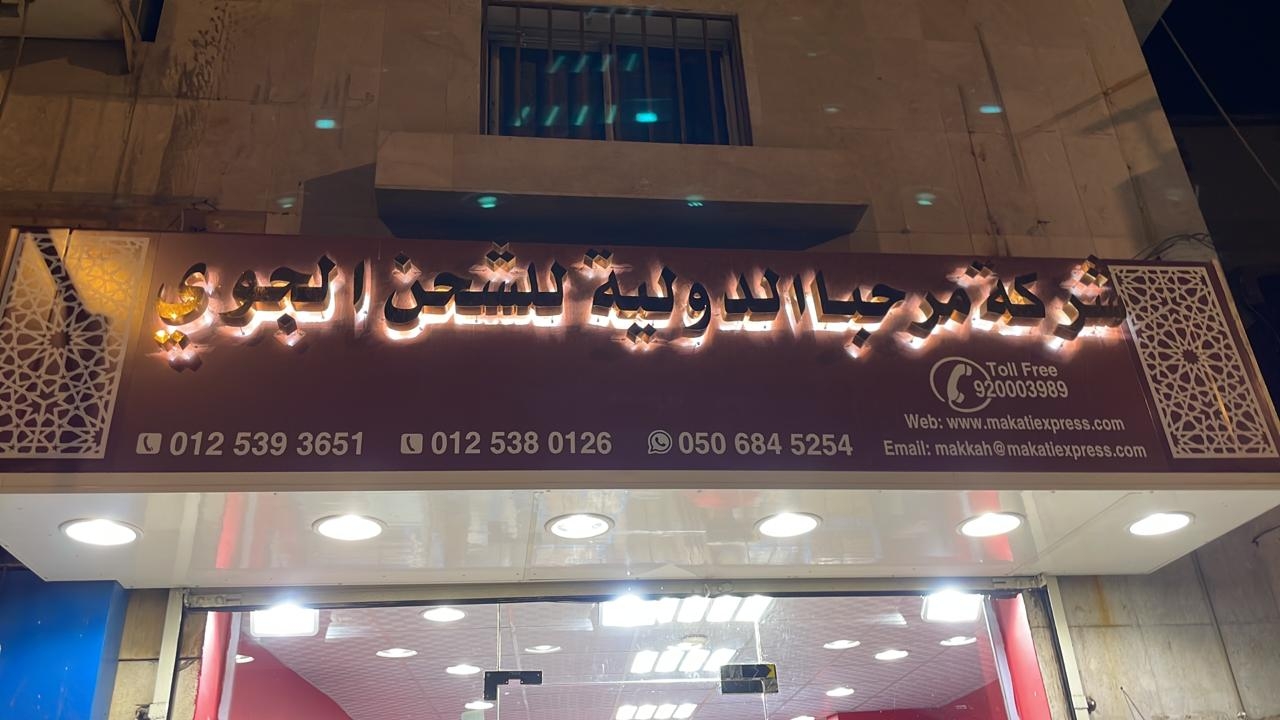 شركة مرحبا الدولية للشحن الجوي
Toll Free
920003989
Web: www.makatiexpress.com
Email: makkah@makatiexpress.com
012 539 3651 012 538 0126 050 684 5254